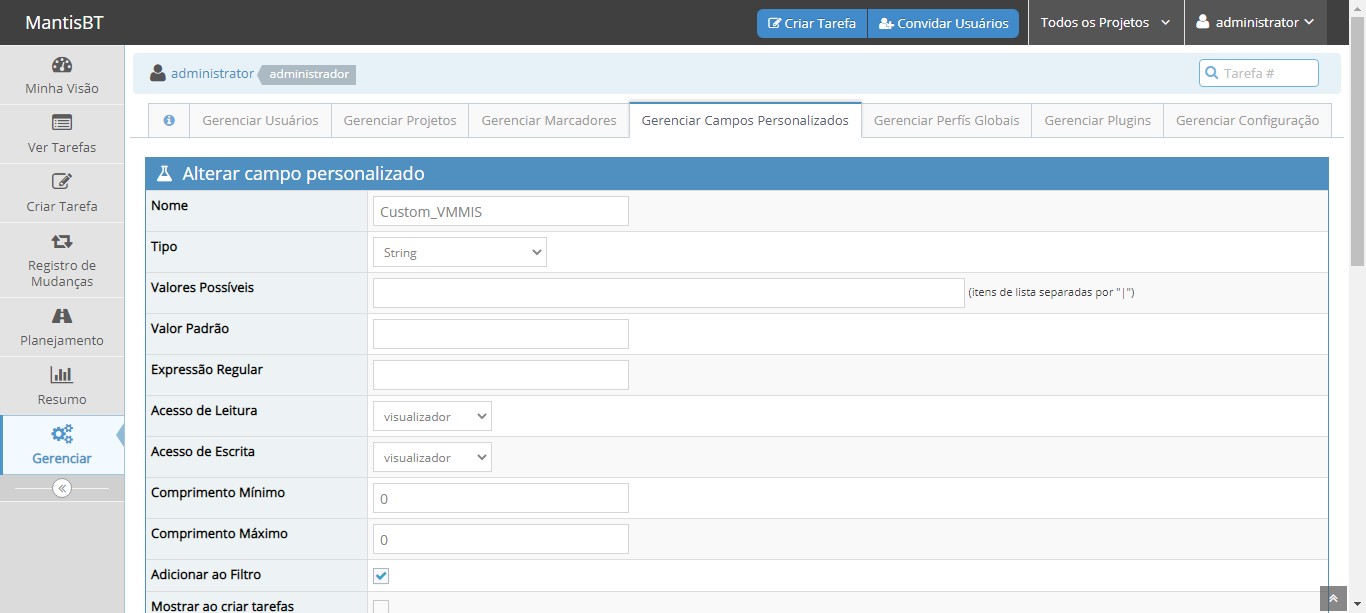 MantisBT
Criar Tarefa
Convidar Usuários
Todos os Projetos
administrator
Minha Visão
Ver Tarefas
Criar Tarefa
Registro de
Mudanças
Planejamento
Resumo
Gerenciar
administrator administrador
Tarefa #
Gerenciar Usuários
Gerenciar Projetos
Gerenciar Marcadores
Gerenciar Campos Personalizados
Gerenciar Perfís Globais
Gerenciar Plugins
Gerenciar Configuração
Alterar campo personalizado
Nome Custom_VMMIS
Tipo String
Valores Possíveis (itens de lista separadas por "|")
Valor Padrão
Expressão Regular
Acesso de Leitura visualizador
Acesso de Escrita visualizador
Comprimento Mínimo 0
Comprimento Máximo 0
Adicionar ao Filtro
Mostrar ao criar tarefas